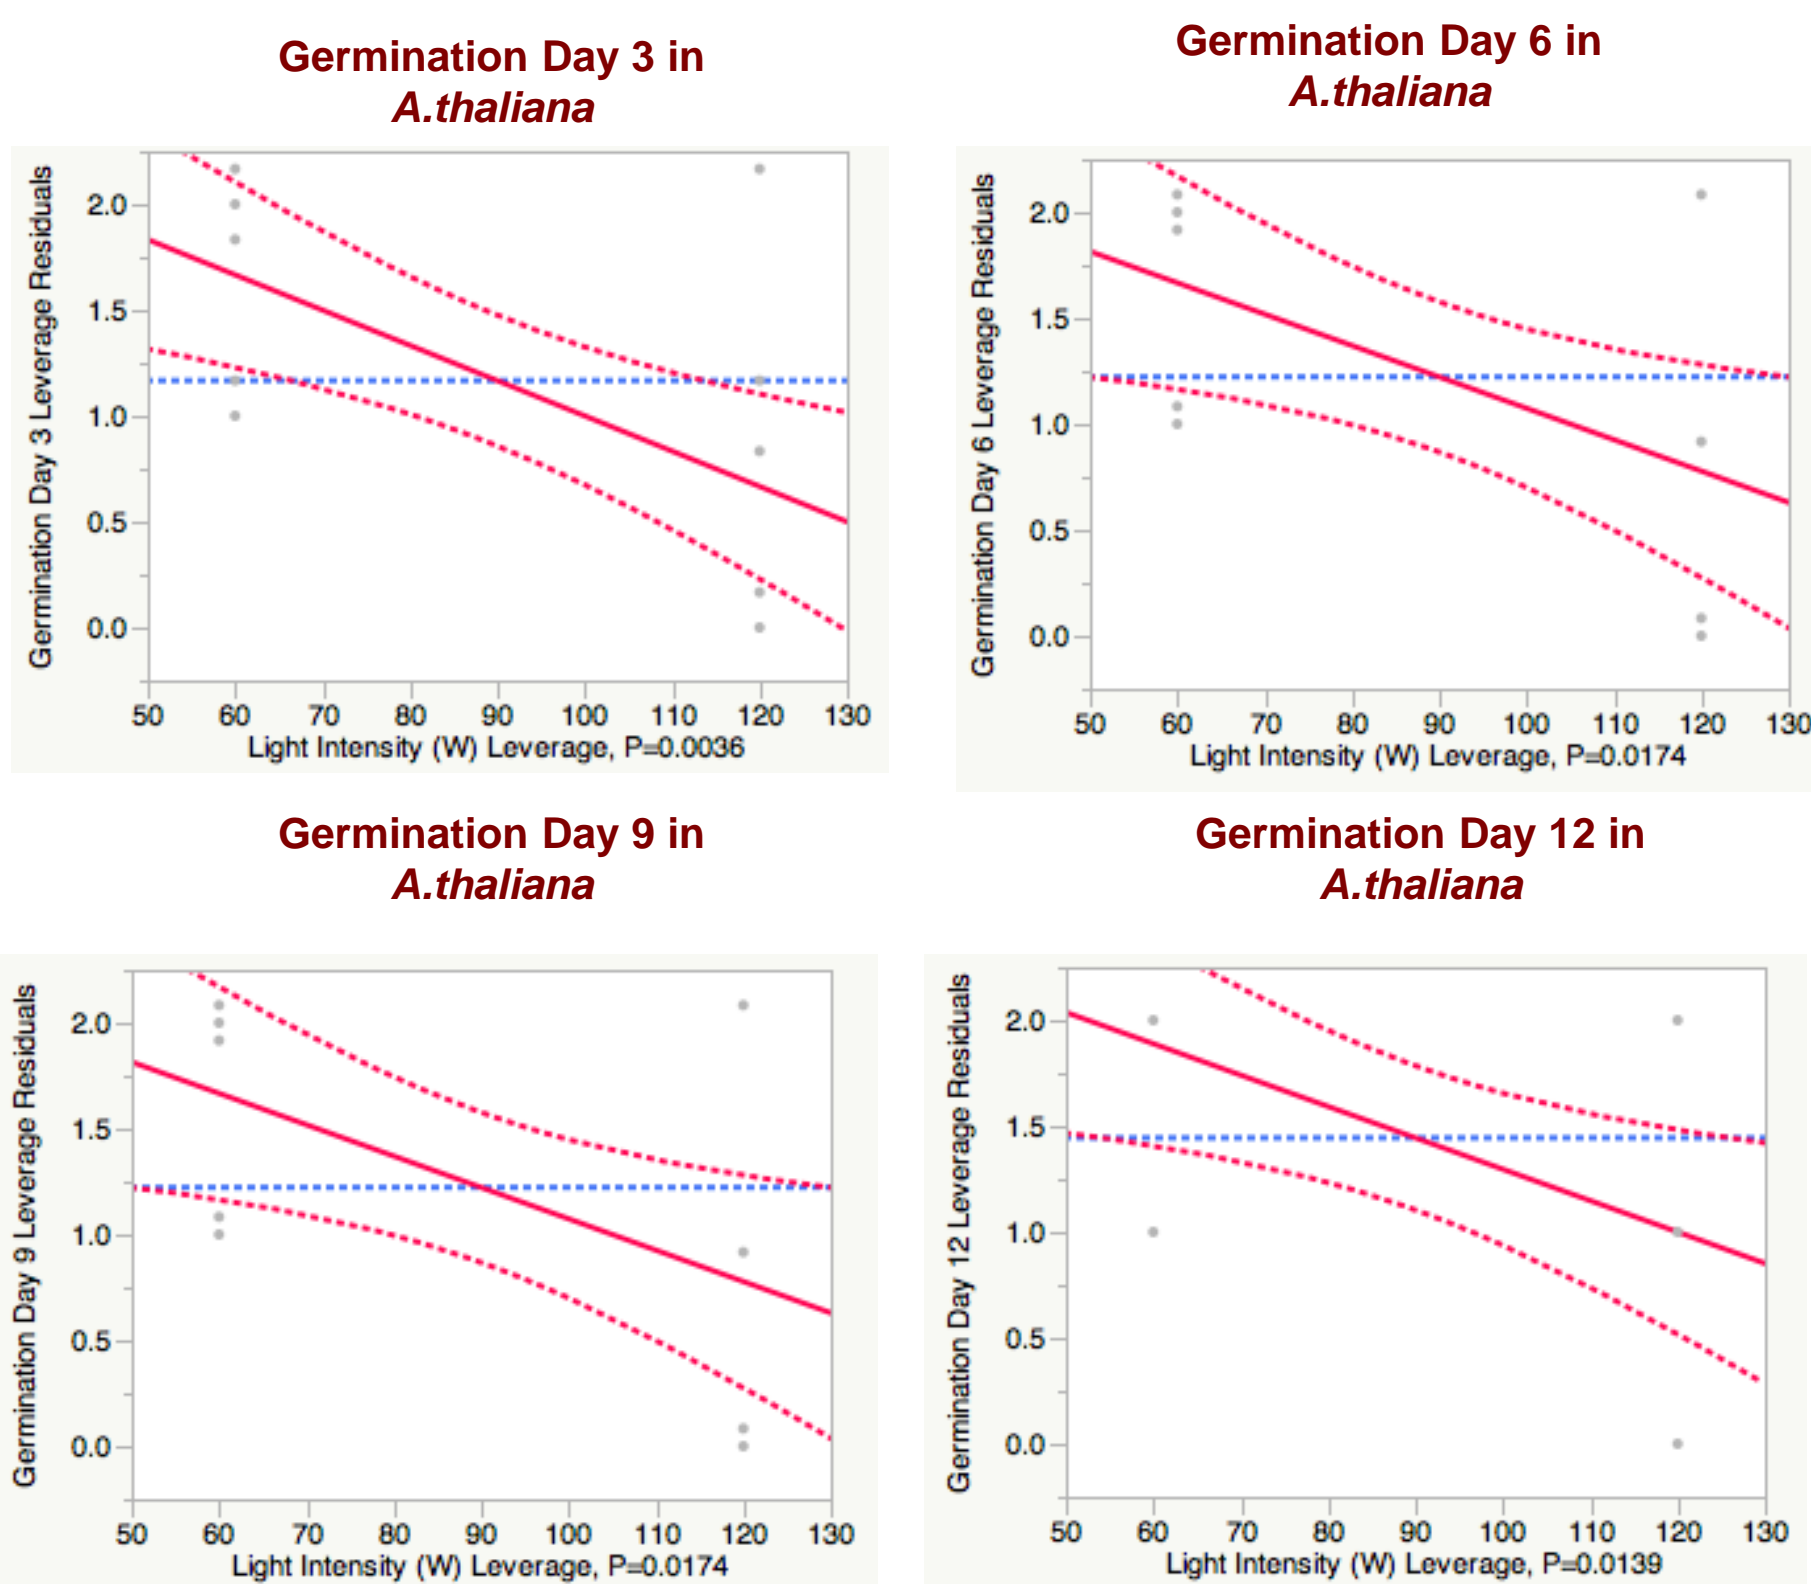 Germination Day 3 in
A.thaliana
Germination Day 3 Leverage Residuals
2.0
1.5
1.0
0.5
0.0
50 60 70 80 90 100 110 120 130
Light Intensity (W) Leverage, P=0.0036
Germination Day 6 in
A.thaliana
Germination Day 6 Leverage Residuals
2.0
1.5
1.0
0.5
0.0
50 60 70 80 90 100 110 120 130
Light Intensity (W) Leverage, P=0.0174
Germination Day 9 in
A.thaliana
Germination Day 9 Leverage Residuals
2.0
1.5
1.0
0.5
0.0
50 60 70 80 90 100 110 120 130
Light Intensity (W) Leverage, P=0.0174
Germination Day 12 in
A.thaliana
Germination Day 12 Leverage Residuals
2.0
1.5
1.0
0.5
0.0
50 60 70 80 90 100 110 120 130
Light Intensity (W) Leverage, P=0.0139